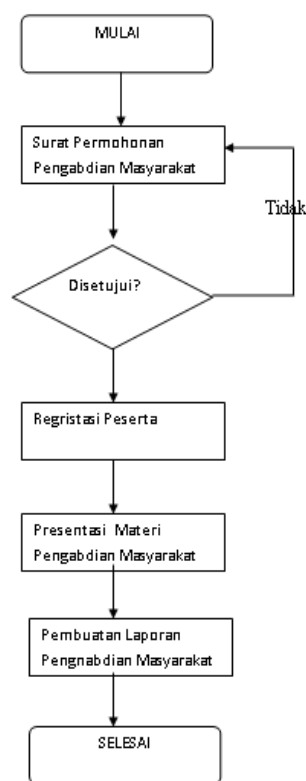 MULAI
Surat Permohonan
Pengabdian Masyarakat
Tidak
Disetujui?
Regristasi Peserta
Presentasi Materi
Pengabdian Masyarakat
Pembuatan Laporan
Pengnabdian Masyarakat
SELESAI